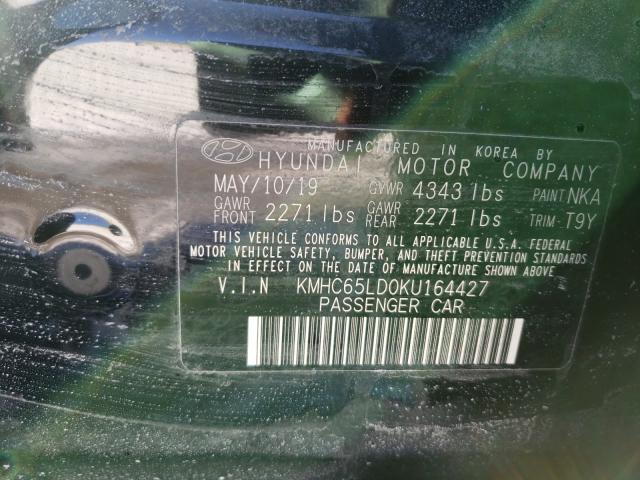 MANUFACTURED IN KOREA BY
HYUNDAI MOTOR COMPANY
MAY/10/19 GVWR 4343 lbs PAINT NKA
GAWR FRONT 2271 lbs GAWR REAR 2271 lbs TRIM T9Y
THIS VEHICLE CONFORMS TO ALL APPLICABLE U.S.A. FEDERAL
MOTOR VEHICLE SAFETY, BUMPER, AND THEFT PREVENTION STANDARDS
IN EFFECT ON THE DATE OF MANUFACTURE SHOWN ABOVE
V.I.N KMHC65LD0KU164427
PASSENGER CAR